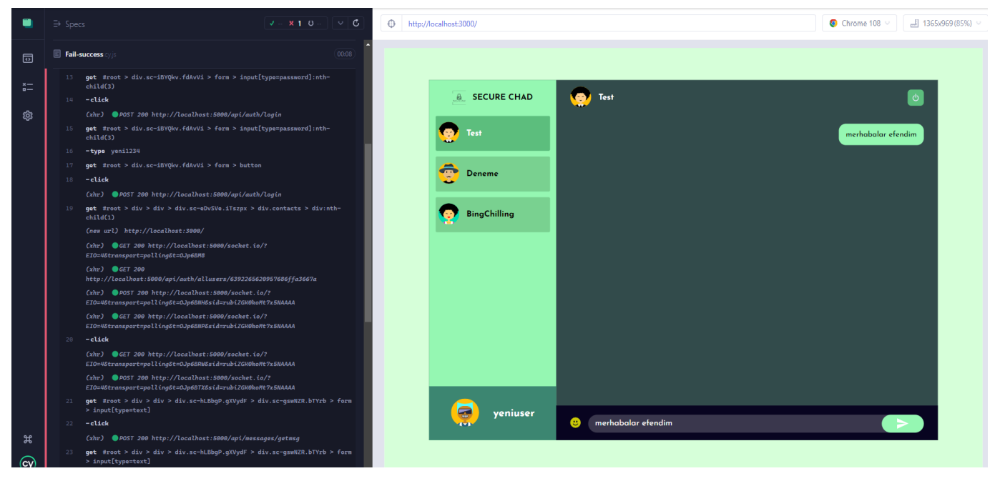 Specs
✓ -- ✗ 1 --
http://localhost:3000/
Chrome 108
1365x969 (85%)
Fail-success.cy.js
00:08
13 get #root > div.sc-iBYQkv.fdAvVi > form > input[type=password]:nth-
child(3)
14 -click
(xhr) POST 200 http://localhost:5000/api/auth/login
15 get #root > div.sc-iBYQkv.fdAvVi > form > input[type=password]:nth-
child(3)
16 -type yeni1234
17 get #root > div.sc-iBYQkv.fdAvVi > form > button
18 -click
(xhr) POST 200 http://localhost:5000/api/auth/login
19 get #root > div > div > div.sc-eDvSVe.iTszpx > div.contacts > div:nth-
child(1)
(new url) http://localhost:3000/
(xhr) GET 200 http://localhost:5000/socket.io/?
EIO=4&transport=polling&t=OJp6BM8
(xhr) GET 200
http://localhost:5000/api/auth/allusers/6392265620957686ffa3667a
(xhr) POST 200 http://localhost:5000/socket.io/?
EIO=4&transport=polling&t=OJp6BNH&sid=rubiZGK0hoMt7x5NAAAA
(xhr) GET 200 http://localhost:5000/socket.io/?
EIO=4&transport=polling&t=OJp6BNP&sid=rubiZGK0hoMt7x5NAAAA
20 -click
(xhr) GET 200 http://localhost:5000/socket.io/?
EIO=4&transport=polling&t=OJp6BRW&sid=rubiZGK0hoMt7x5NAAAA
(xhr) POST 200 http://localhost:5000/socket.io/?
EIO=4&transport=polling&t=OJp6BTX&sid=rubiZGK0hoMt7x5NAAAA
21 get #root > div > div > div.sc-hLBbgP.gXVydF > div.sc-gswNZR.bTYrb > form
> input[type=text]
22 -click
(xhr) POST 200 http://localhost:5000/api/messages/getmsg
23 get #root > div > div > div.sc-hLBbgP.gXVydF > div.sc-gswNZR.bTYrb > form
> input[type=text]
cy
SECURE CHAD
Test
Deneme
BingChilling
yeniuser
Test
merhabalar efendim
merhabalar efendim